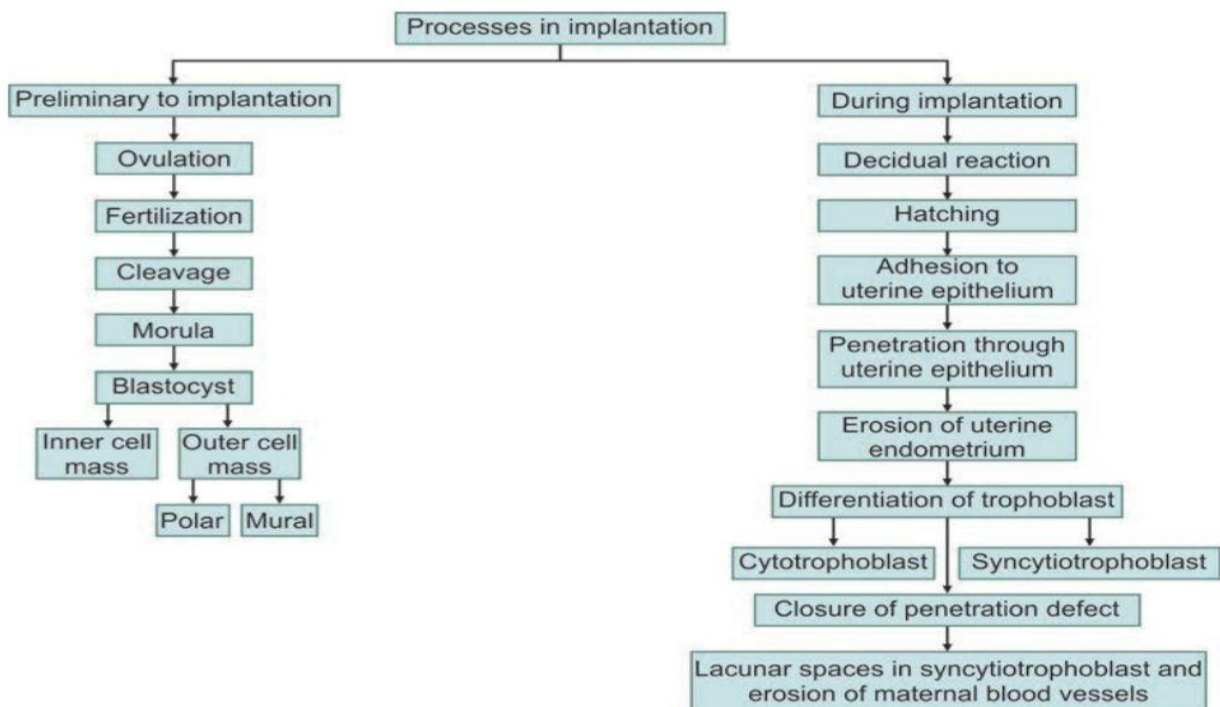 Processes in implantation
Preliminary to implantation
Ovulation
Fertilization
Cleavage
Morula
Blastocyst
Inner cell
mass
Outer cell
mass
Polar
Mural
During implantation
Decidual reaction
Hatching
Adhesion to
uterine epithelium
Penetration through
uterine epithelium
Erosion of uterine
endometrium
Differentiation of trophoblast
Cytotrophoblast
Syncytiotrophoblast
Closure of penetration defect
Lacunar spaces in syncytiotrophoblast and
erosion of maternal blood vessels